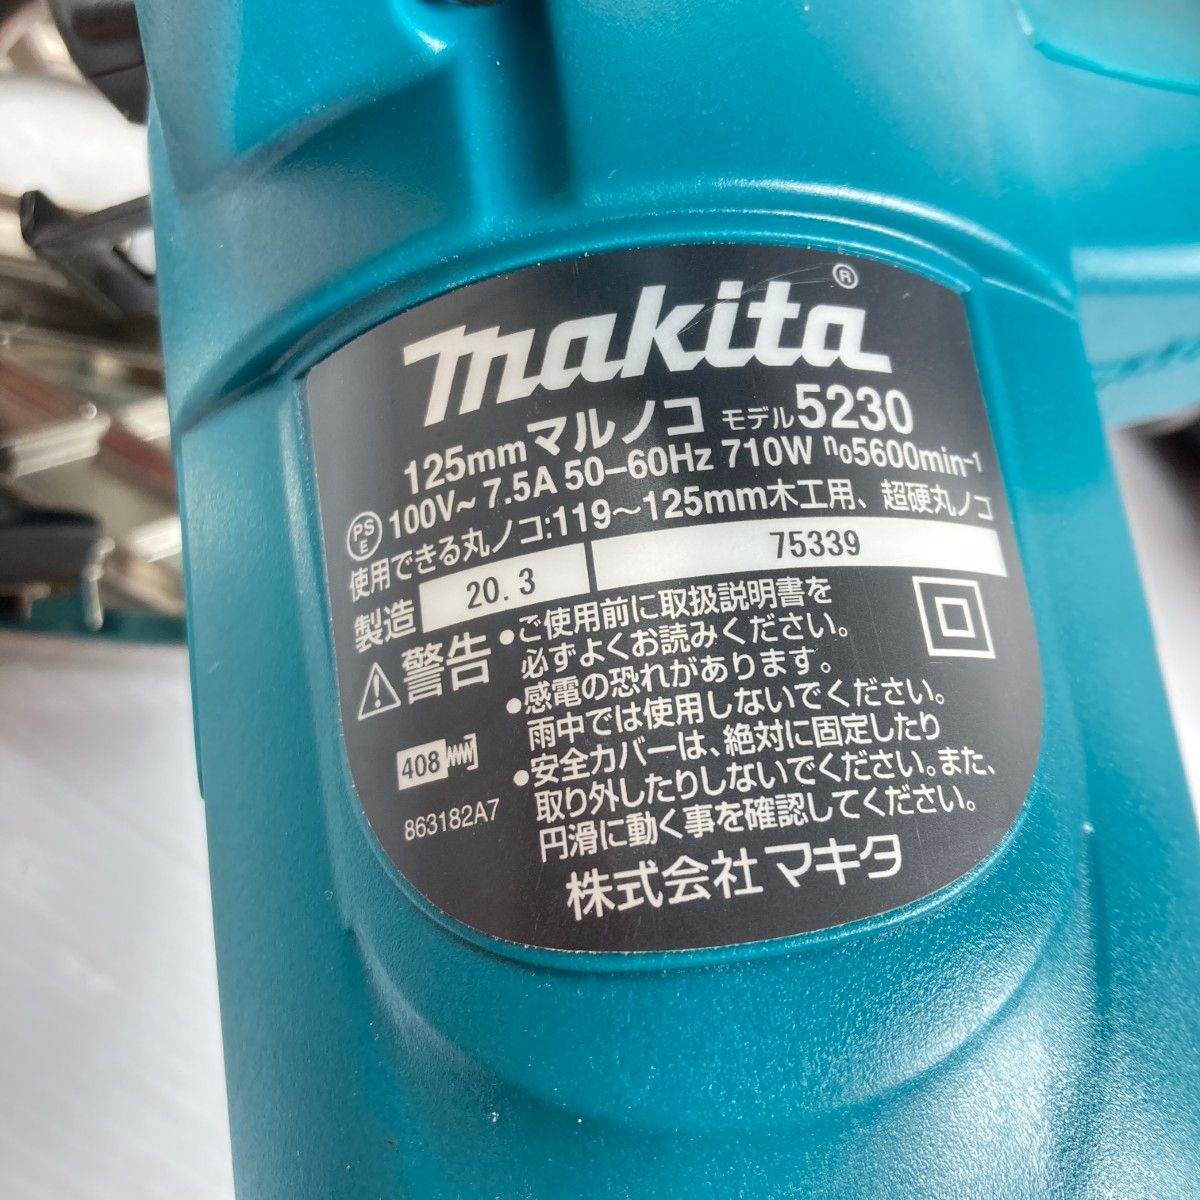 makita®
125mmマルノコ モデル5230
PSE 100V～ 7.5A 50–60Hz 710W n₀5600min⁻¹
使用できる丸ノコ:119～125mm木工用、超硬丸ノコ
製造 20.3 75339
⚠警告
●ご使用前に取扱説明書を
必ずよくお読みください。
●感電の恐れがあります。
雨中では使用しないでください。
●安全カバーは、絶対に固定したり
取り外したりしないでください。また、
円滑に動く事を確認してください。
408
863182A7
株式会社 マキタ